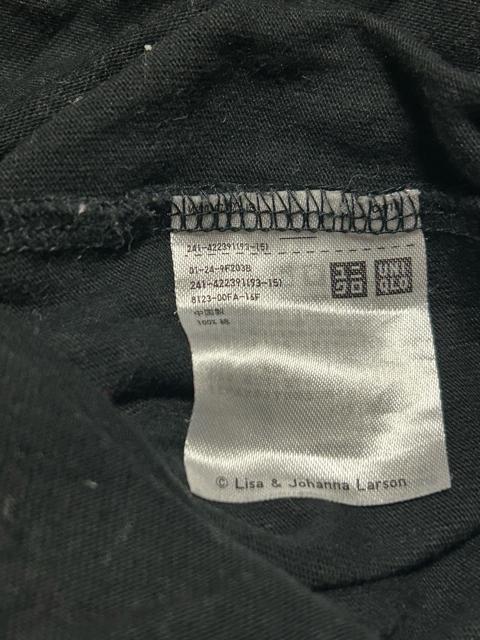 241-422391(93-15)
01-24-9F203B
241-422391(93-15)
8123-00FA-16F
ユニ
クロ
UNI
QLO
中国製
100% 綿
© Lisa & Johanna Larson